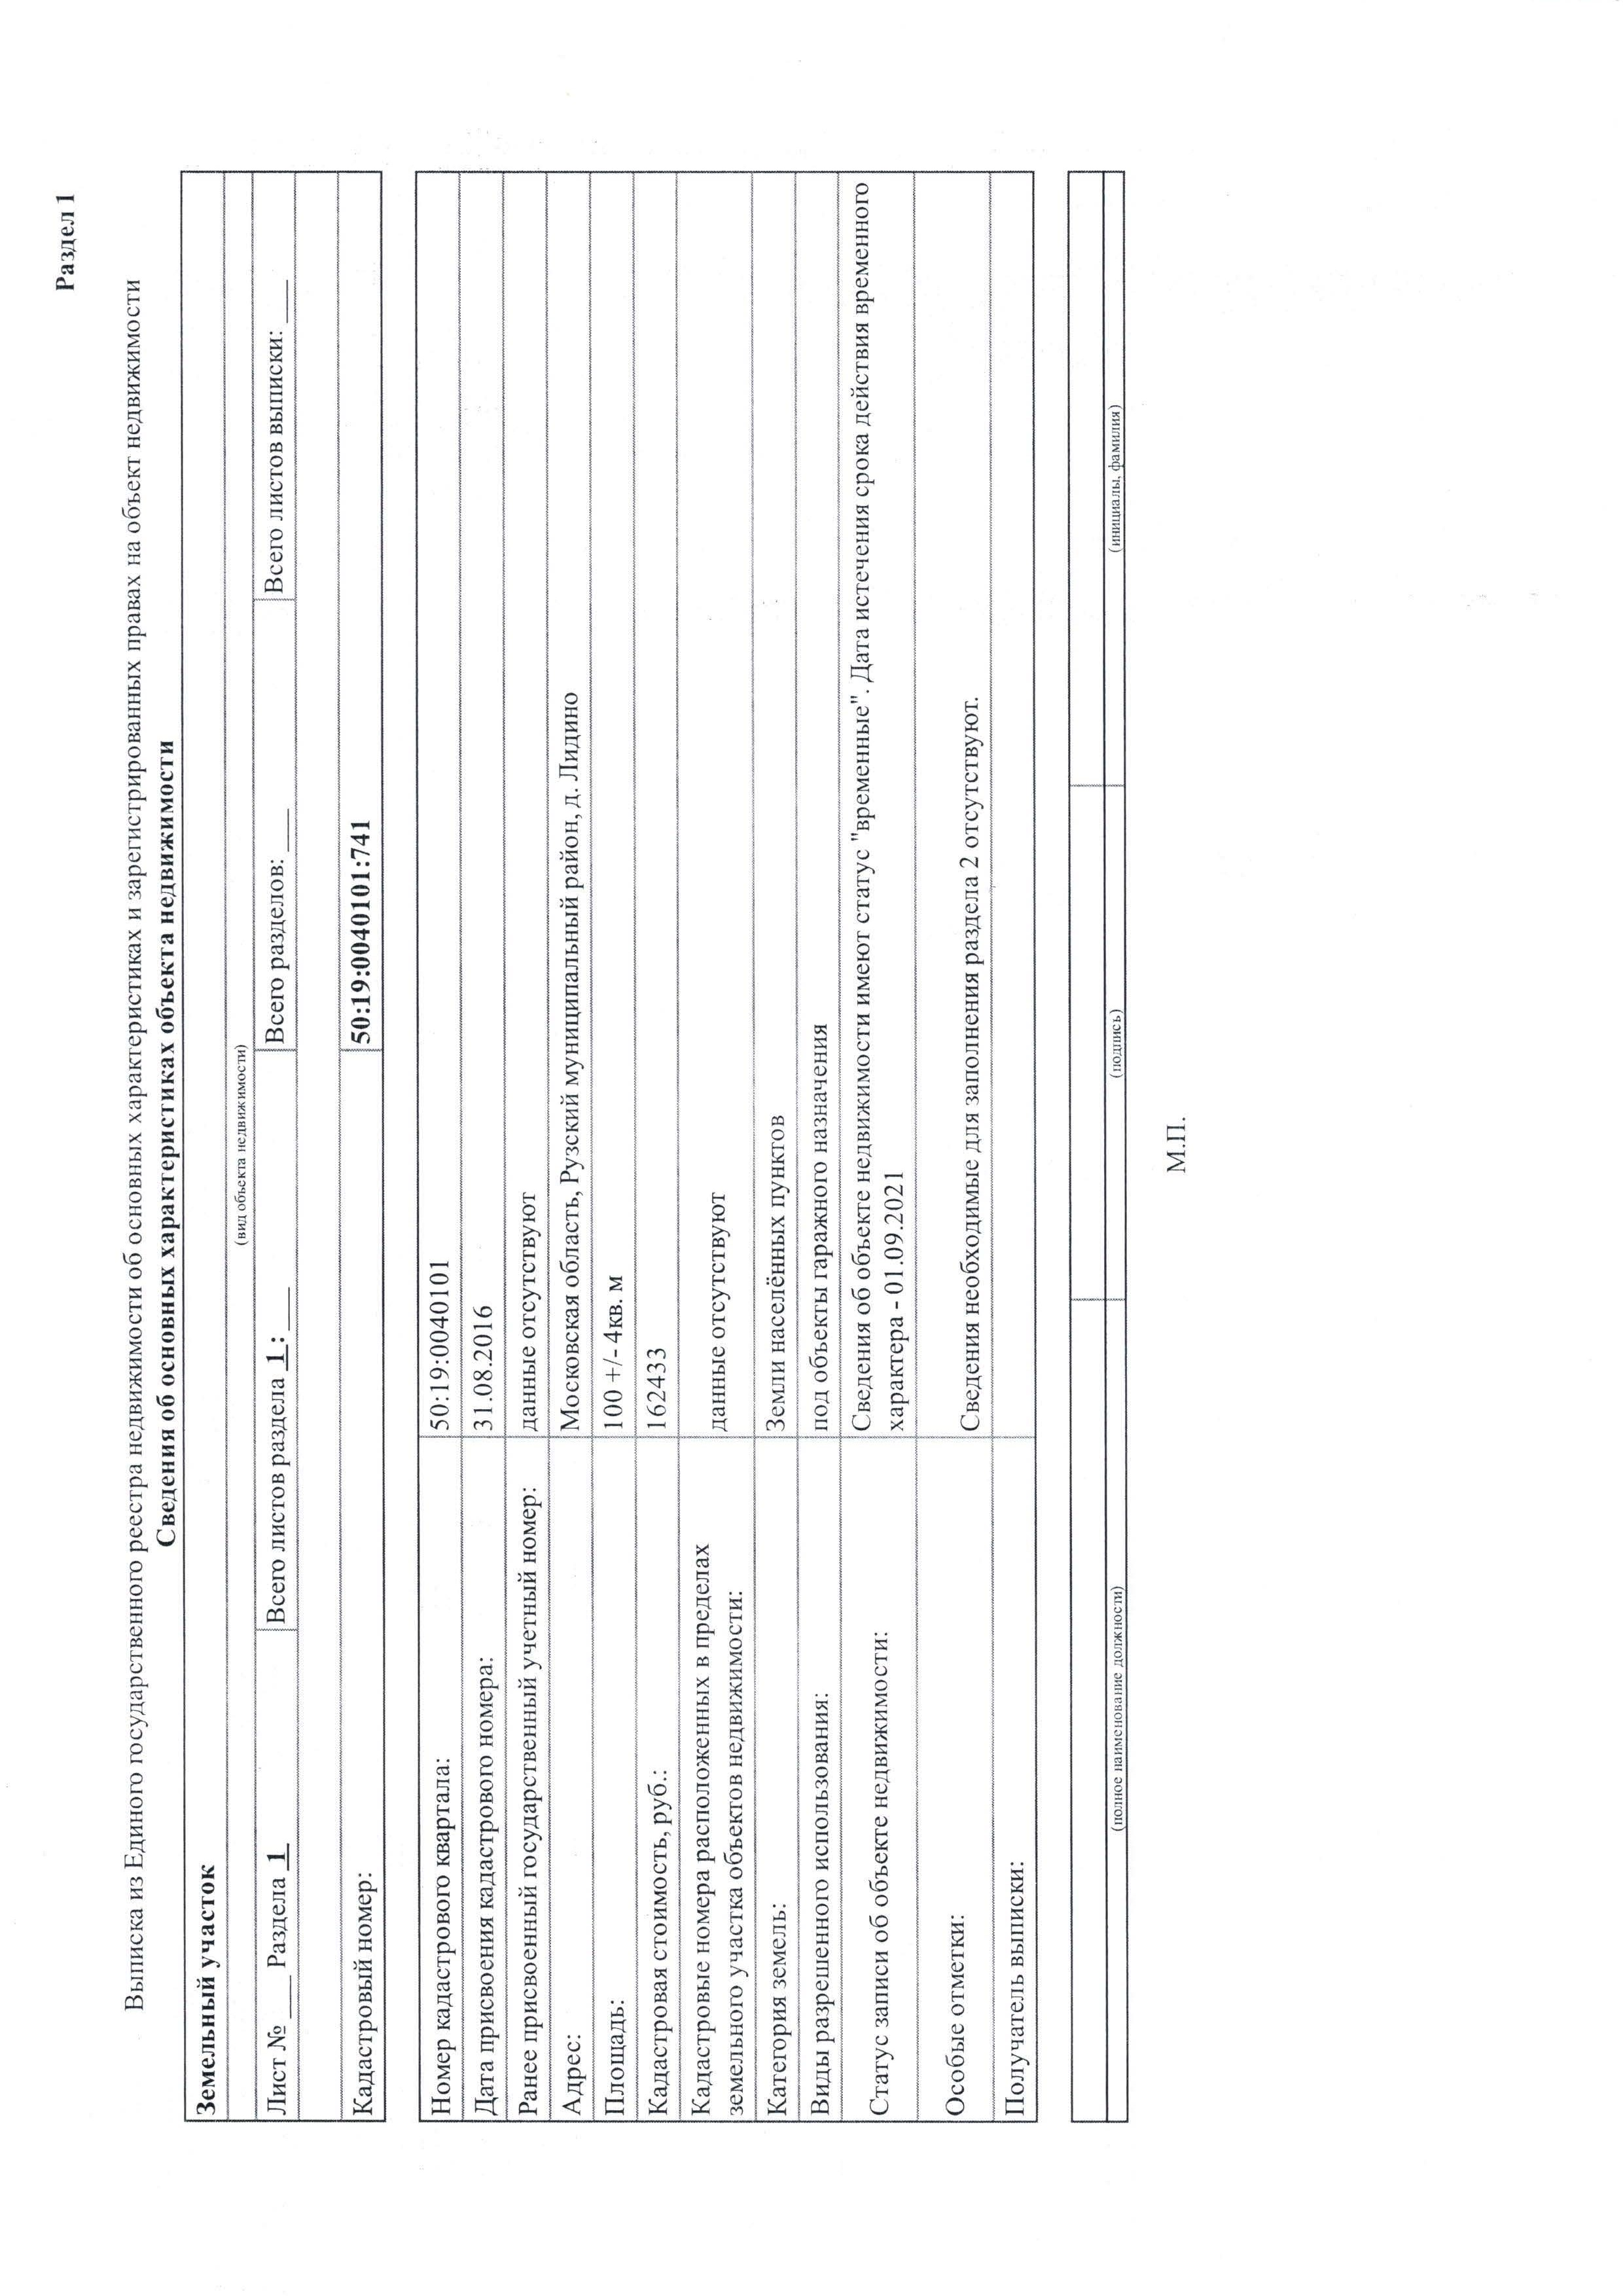 Раздел 1
Выписка из Единого государственного реестра недвижимости об основных характеристиках и зарегистрированных правах на объект недвижимости
Сведения об основных характеристиках объекта недвижимости
Земельный участок
(вид объекта недвижимости)
Лист № ___ Раздела 1 Всего листов раздела 1 : ___ Всего разделов: ___ Всего листов выписки: ___
Кадастровый номер: 50:19:0040101:741
Номер кадастрового квартала: 50:19:0040101
Дата присвоения кадастрового номера: 31.08.2016
Ранее присвоенный государственный учетный номер: данные отсутствуют
Адрес: Московская область, Рузский муниципальный район, д. Лидино
Площадь: 100 +/- 4кв. м
Кадастровая стоимость, руб.: 162433
Кадастровые номера расположенных в пределах
земельного участка объектов недвижимости: данные отсутствуют
Категория земель: Земли населённых пунктов
Виды разрешенного использования: под объекты гаражного назначения
Статус записи об объекте недвижимости: Сведения об объекте недвижимости имеют статус "временные". Дата истечения срока действия временного
характера - 01.09.2021
Особые отметки: Сведения необходимые для заполнения раздела 2 отсутствуют.
Получатель выписки:
(полное наименование должности) (подпись) (инициалы, фамилия)
М.П.